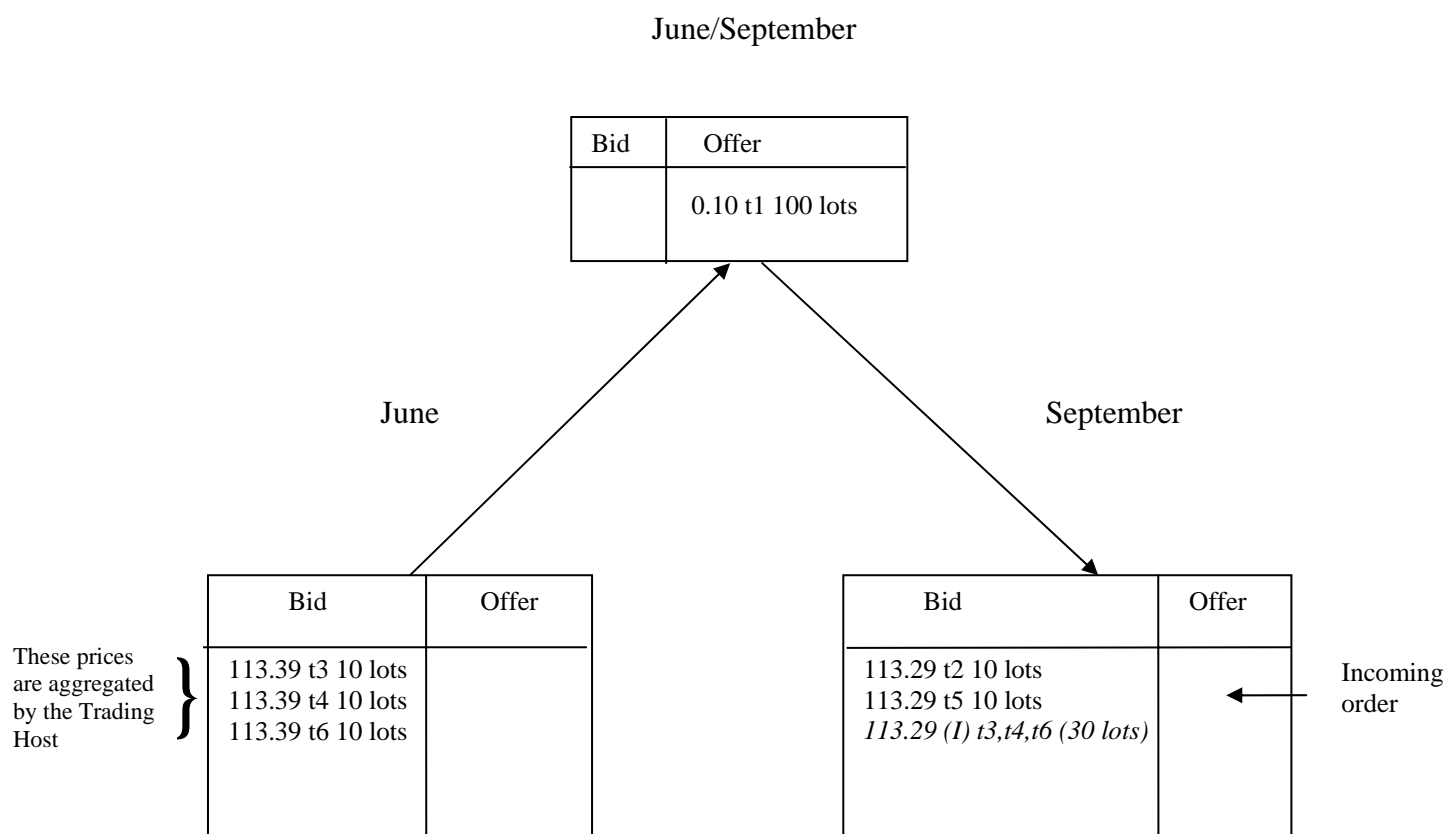 June/September
Bid Offer
0.10 t1 100 lots
June
September
Bid Offer
These prices
are aggregated
by the Trading
Host
}
113.39 t3 10 lots
113.39 t4 10 lots
113.39 t6 10 lots
Bid Offer
113.29 t2 10 lots
113.29 t5 10 lots
113.29 (I) t3,t4,t6 (30 lots)
Incoming
order